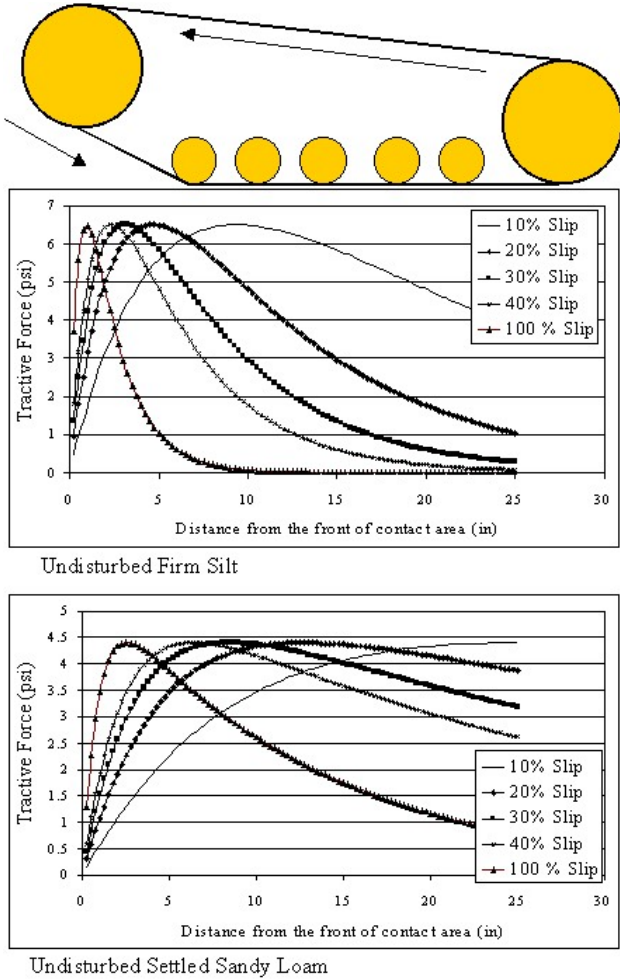 7
6
5
4
3
2
1
0
Tractive Force (psi)
10% Slip
20% Slip
30% Slip
40% Slip
100 % Slip
0 5 10 15 20 25 30
Distance from the front of contact area (in)
Undisturbed Firm Silt
5
4.5
4
3.5
3
2.5
2
1.5
1
0.5
0
Tractive Force (psi)
10% Slip
20% Slip
30% Slip
40% Slip
100 % Slip
0 5 10 15 20 25 30
Distance from the front of contact area (in)
Undisturbed Settled Sandy Loam